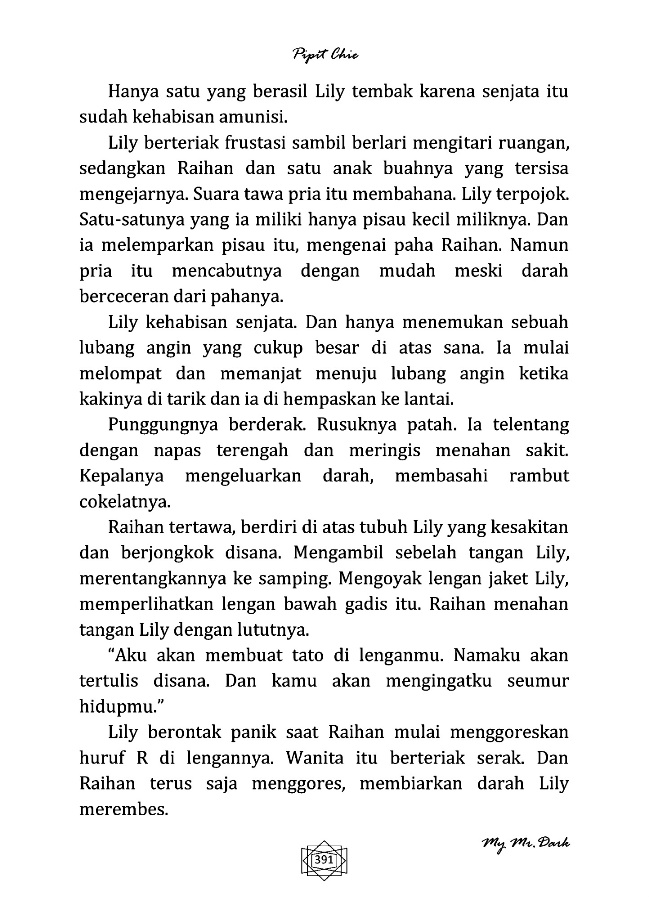 Pipit Chie
Hanya satu yang berasil Lily tembak karena senjata itu
sudah kehabisan amunisi.
Lily berteriak frustasi sambil berlari mengitari ruangan,
sedangkan Raihan dan satu anak buahnya yang tersisa
mengejarnya. Suara tawa pria itu membahana. Lily terpojok.
Satu-satunya yang ia miliki hanya pisau kecil miliknya. Dan
ia melemparkan pisau itu, mengenai paha Raihan. Namun
pria itu mencabutnya dengan mudah meski darah
berceceran dari pahanya.
Lily kehabisan senjata. Dan hanya menemukan sebuah
lubang angin yang cukup besar di atas sana. Ia mulai
melompat dan memanjat menuju lubang angin ketika
kakinya di tarik dan ia di hempaskan ke lantai.
Punggungnya berderak. Rusuknya patah. Ia telentang
dengan napas terengah dan meringis menahan sakit.
Kepalanya mengeluarkan darah, membasahi rambut
cokelatnya.
Raihan tertawa, berdiri di atas tubuh Lily yang kesakitan
dan berjongkok disana. Mengambil sebelah tangan Lily,
merentangkannya ke samping. Mengoyak lengan jaket Lily,
memperlihatkan lengan bawah gadis itu. Raihan menahan
tangan Lily dengan lututnya.
“Aku akan membuat tato di lenganmu. Namaku akan
tertulis disana. Dan kamu akan mengingatku seumur
hidupmu.”
Lily berontak panik saat Raihan mulai menggoreskan
huruf R di lengannya. Wanita itu berteriak serak. Dan
Raihan terus saja menggores, membiarkan darah Lily
merembes.
My Mr. Dark
391